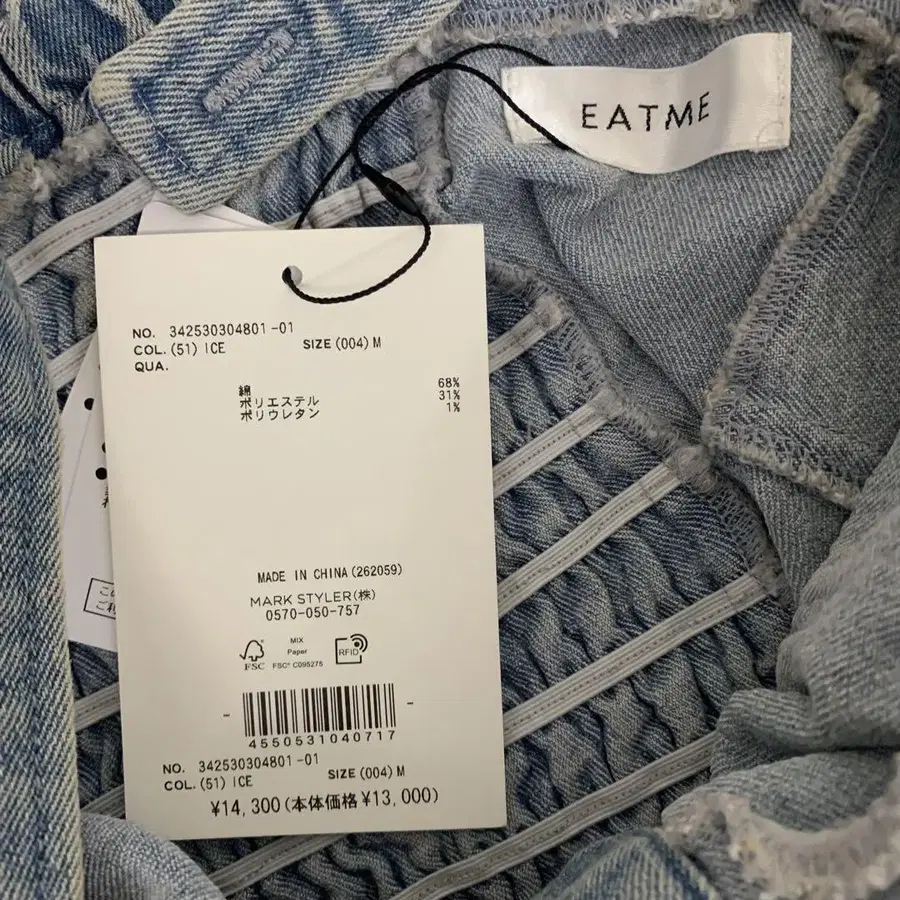 EATME
NO. 342530304801-01
COL.(51) ICE SIZE (004) M
QUA.
綿 68%
ポリエステル 31%
ポリウレタン 1%
MADE IN CHINA (262059)
MARK STYLER(株)
0570-050-757
FSC
MIX
Paper
FSC® C095275
RFID
4550531040717
NO. 342530304801-01
COL.(51) ICE SIZE (004) M
¥14,300(本体価格¥13,000)